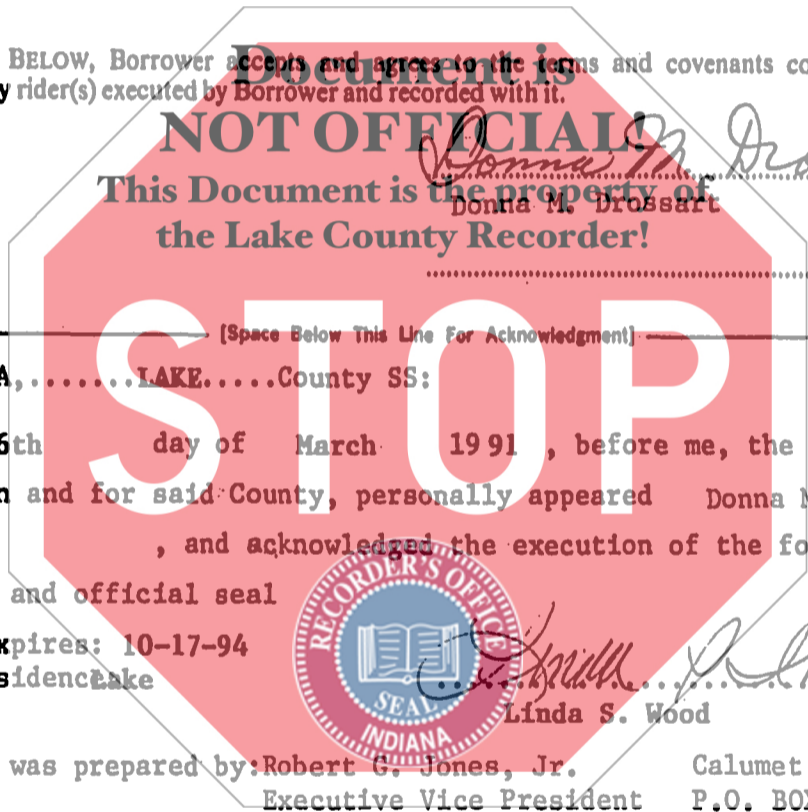 BELOW, Borrower accepts and agrees to the terms and covenants co
y rider(s) executed by Borrower and recorded with it.
Document is
NOT OFFICIAL!
This Document is the property of
the Lake County Recorder!
Donna M. Dro
Donna M. Drossart
[Space Below This Line For Acknowledgment]
A,.......LAKE.....County SS:
STOP
6th day of March 1991 , before me, the
n and for said County, personally appeared Donna M
, and acknowledged the execution of the fo
and official seal
xpires: 10-17-94
sidence Lake
RECORDER'S OFFICE
SEAL
INDIANA
Linda S. Wood
was prepared by: Robert G. Jones, Jr. Calumet
Executive Vice President P.O. BOX